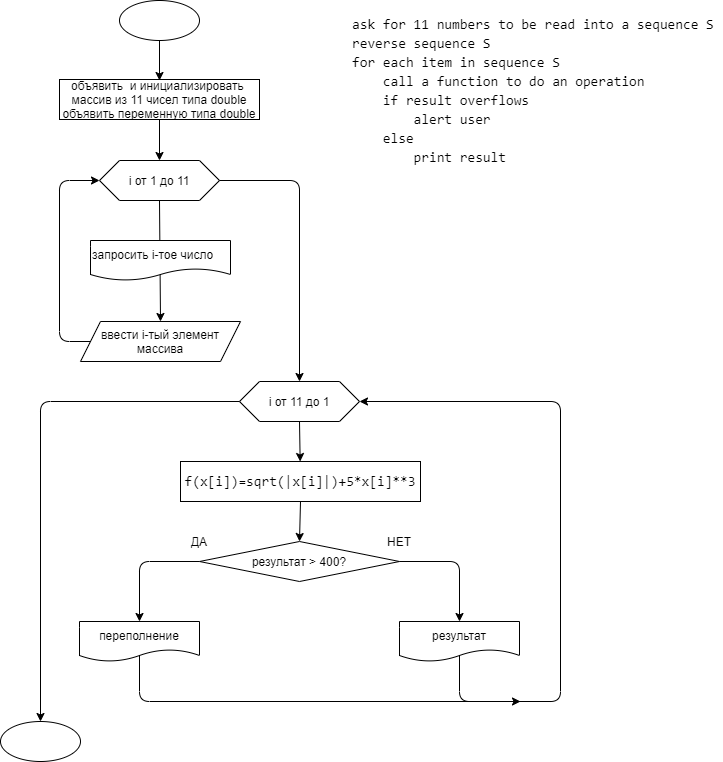 ask for 11 numbers to be read into a sequence S
reverse sequence S
for each item in sequence S
call a function to do an operation
if result overflows
alert user
else
print result
объявить и инициализировать
массив из 11 чисел типа double
объявить переменную типа double
i от 1 до 11
запросить i-тое число
ввести i-тый элемент
массива
i от 11 до 1
f(x[i])=sqrt(|x[i]|)+5*x[i]**3
ДА
НЕТ
результат > 400?
переполнение
результат